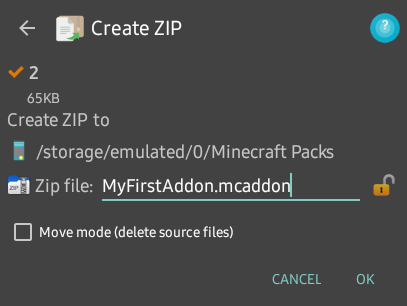 Create ZIP
?
2
65KB
Create ZIP to
/storage/emulated/0/Minecraft Packs
ZIP Zip file: MyFirstAddon.mcaddon
Move mode (delete source files)
CANCEL OK